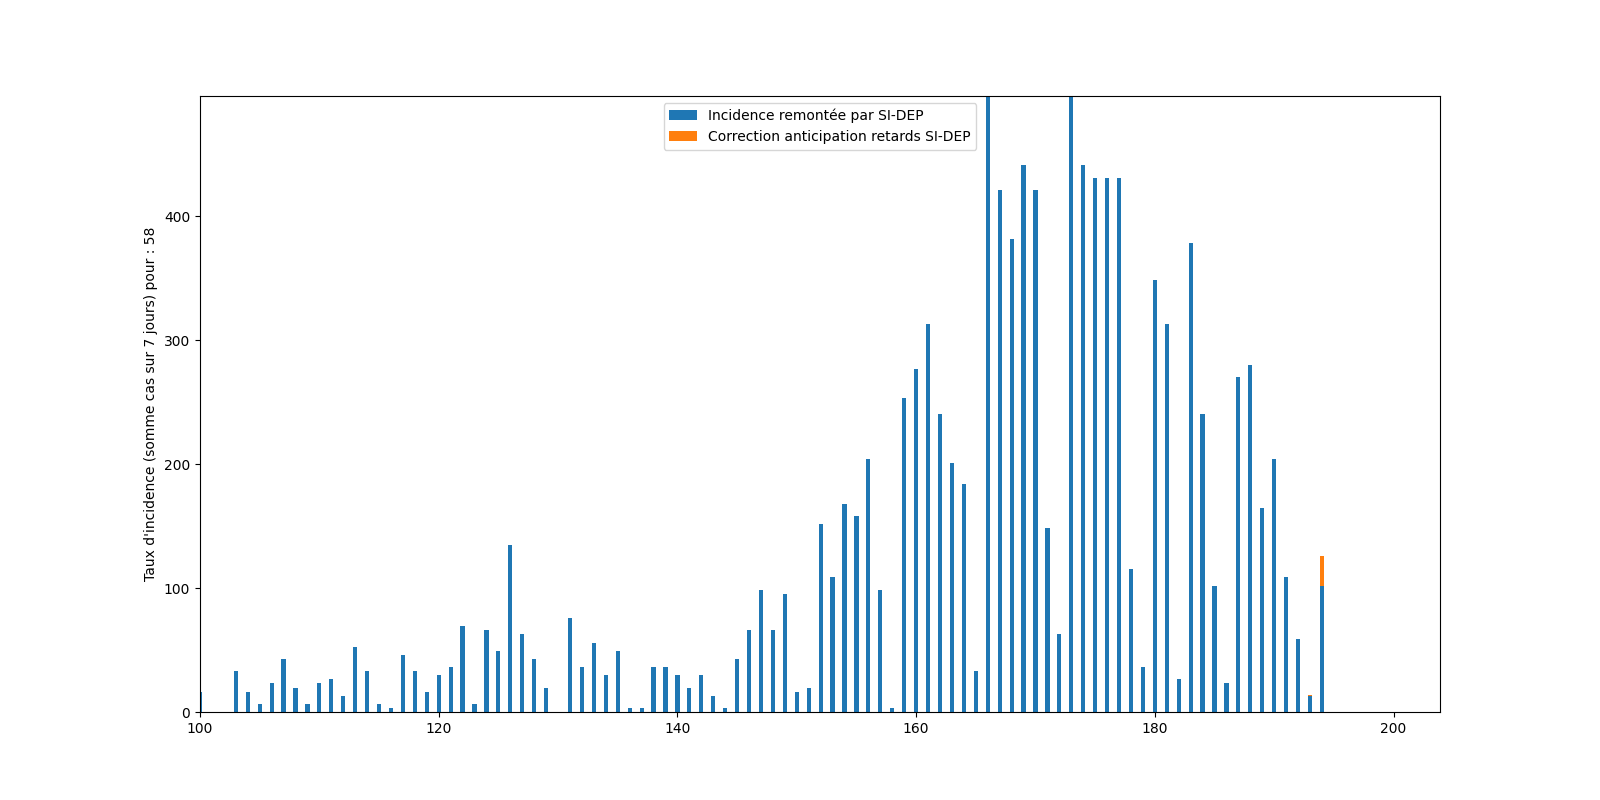 Incidence remontée par SI-DEP
Correction anticipation retards SI-DEP
Taux d'incidence (somme cas sur 7 jours) pour : 58
400
300
200
100
0
100 120 140 160 180 200